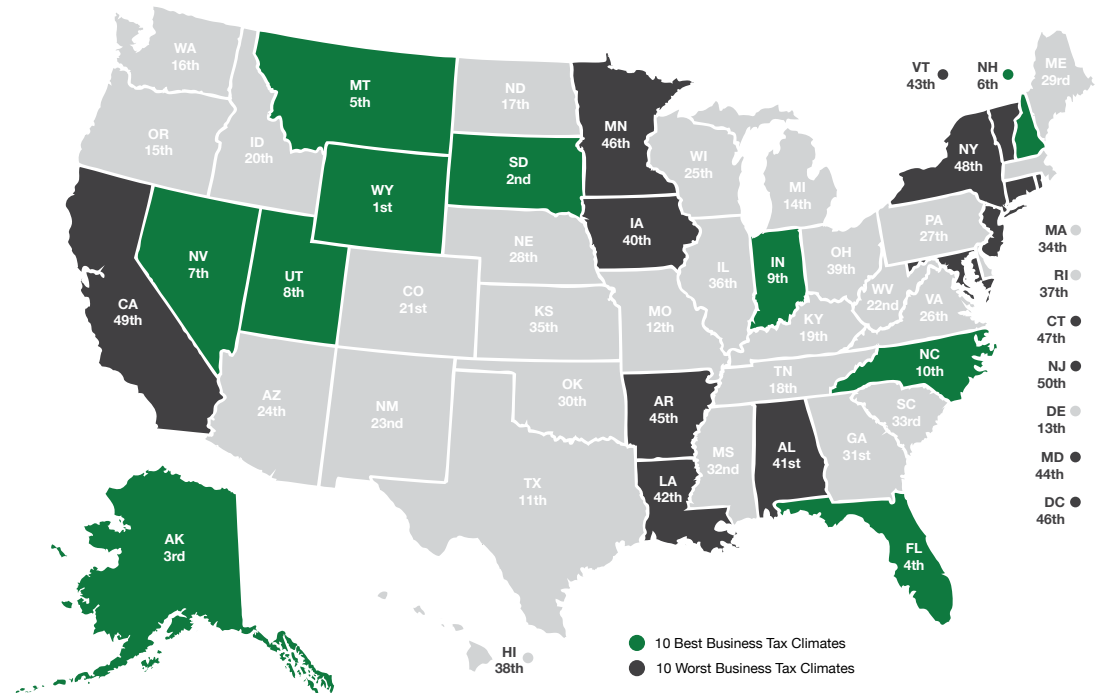 WA
16th
OR
15th
ID
20th
MT
5th
ND
17th
SD
2nd
WY
1st
MN
46th
WI
25th
MI
14th
VT
43th
NH
6th
ME
29rd
NY
48th
CA
49th
NV
7th
UT
8th
CO
21st
NE
28th
IA
40th
IL
36th
IN
9th
OH
39th
PA
27th
KS
35th
MO
12th
KY
19th
WV
22nd
VA
26th
MA
34th
RI
37th
CT
47th
NJ
50th
DE
13th
MD
44th
DC
46th
AZ
24th
NM
23nd
OK
30th
AR
45th
TN
18th
NC
10th
SC
33rd
TX
11th
LA
42th
MS
32nd
AL
41st
GA
31st
FL
4th
AK
3rd
HI
38th
10 Best Business Tax Climates
10 Worst Business Tax Climates